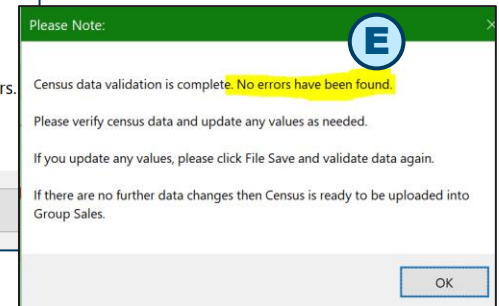 Please Note:
E
rs.
Census data validation is complete. No errors have been found.
Please verify census data and update any values as needed.
If you update any values, please click File Save and validate data again.
If there are no further data changes then Census is ready to be uploaded into
Group Sales.
OK